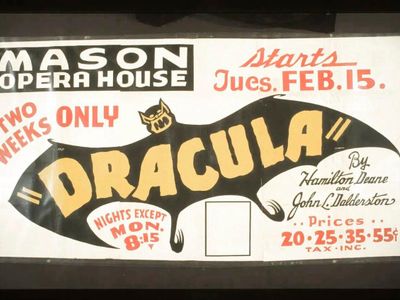 MASON
OPERA HOUSE
Starts
Tues. FEB. 15.
TWO
WEEKS ONLY
"DRACULA"
By
Hamilton Deane
and
John L. Dalderston
NIGHTS EXCEPT
MON.
8:15
Prices
20·25·35·55¢
TAX·INC.